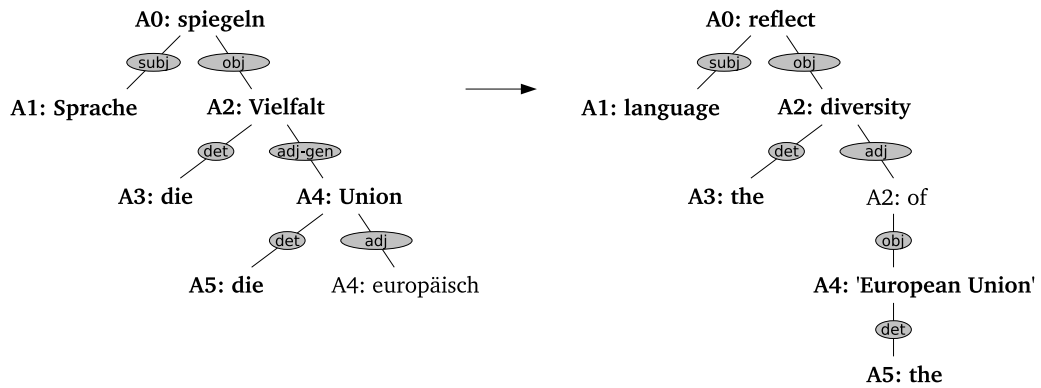 A0: spiegeln A0: reflect
subj obj subj obj
A1: Sprache A2: Vielfalt A1: language A2: diversity
det adj-gen det adj
A3: die A4: Union A3: the A2: of
det adj obj
A5: die A4: europäisch A4: 'European Union'
det
A5: the